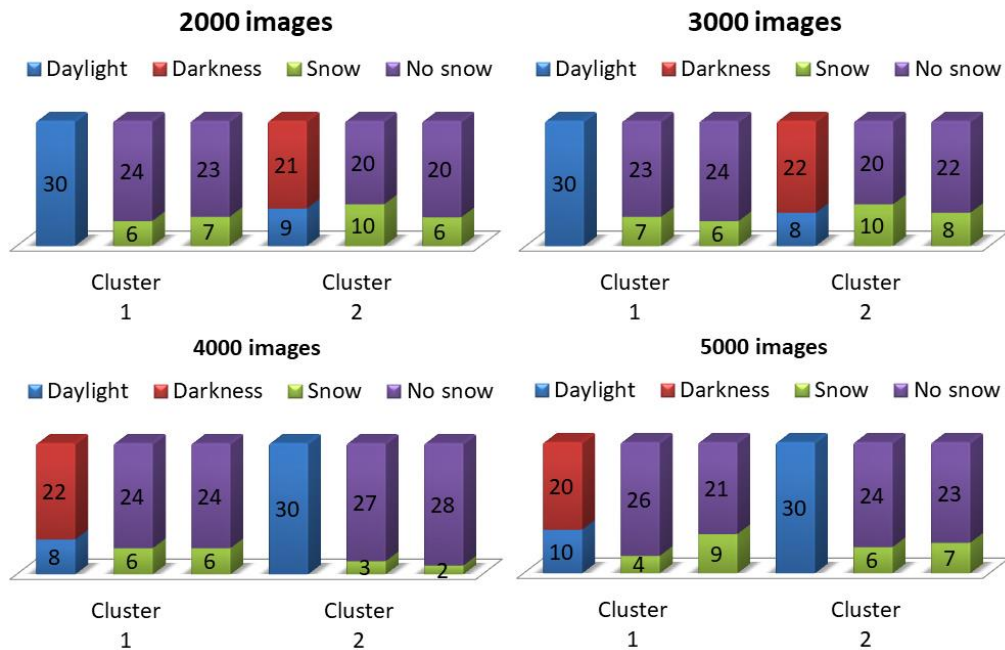 2000 images
Daylight Darkness Snow No snow
30 24 23 21 20 20
6 7 9 10 6
Cluster Cluster
1 2
3000 images
Daylight Darkness Snow No snow
30 23 24 22 20 22
7 6 8 10 8
Cluster Cluster
1 2
4000 images
Daylight Darkness Snow No snow
22 24 24 30 27 28
8 6 6 3 2
Cluster Cluster
1 2
5000 images
Daylight Darkness Snow No snow
20 26 21 30 24 23
10 4 9 6 7
Cluster Cluster
1 2